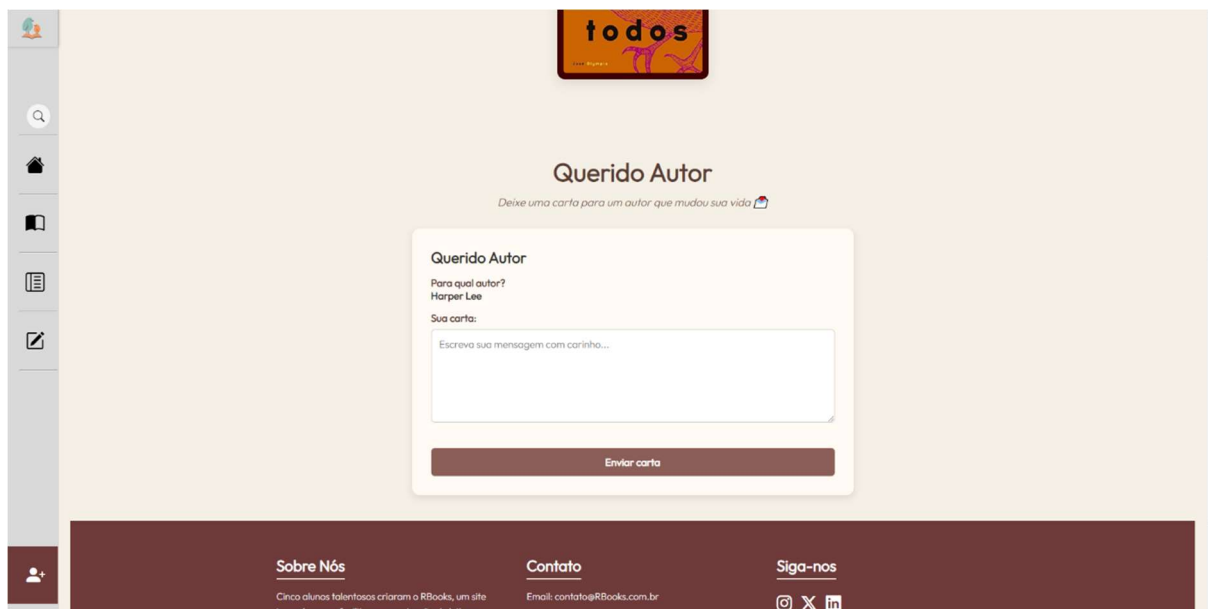 todos
Querido Autor
Deixe uma carta para um autor que mudou sua vida
Querido Autor
Para qual autor?
Harper Lee
Sua carta:
Escreva sua mensagem com carinho...
Enviar carta
Sobre Nós
Contato
Siga-nos
Cinco alunos talentosos criaram o RBooks, um site
Email: contato@RBooks.com.br